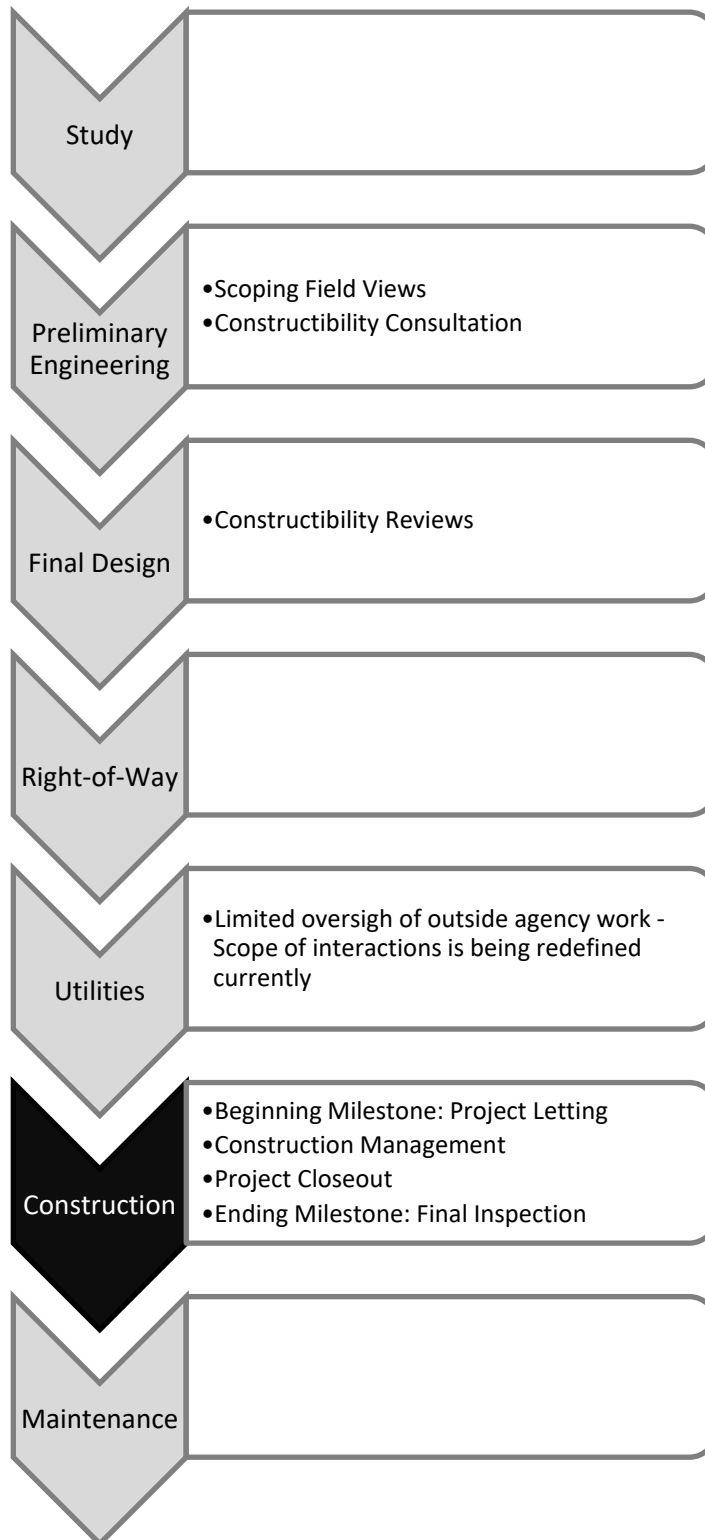 Study
Preliminary
Engineering
•Scoping Field Views
•Constructibility Consultation
Final Design
•Constructibility Reviews
Right-of-Way
Utilities
•Limited oversigh of outside agency work -
Scope of interactions is being redefined
currently
Construction
•Beginning Milestone: Project Letting
•Construction Management
•Project Closeout
•Ending Milestone: Final Inspection
Maintenance